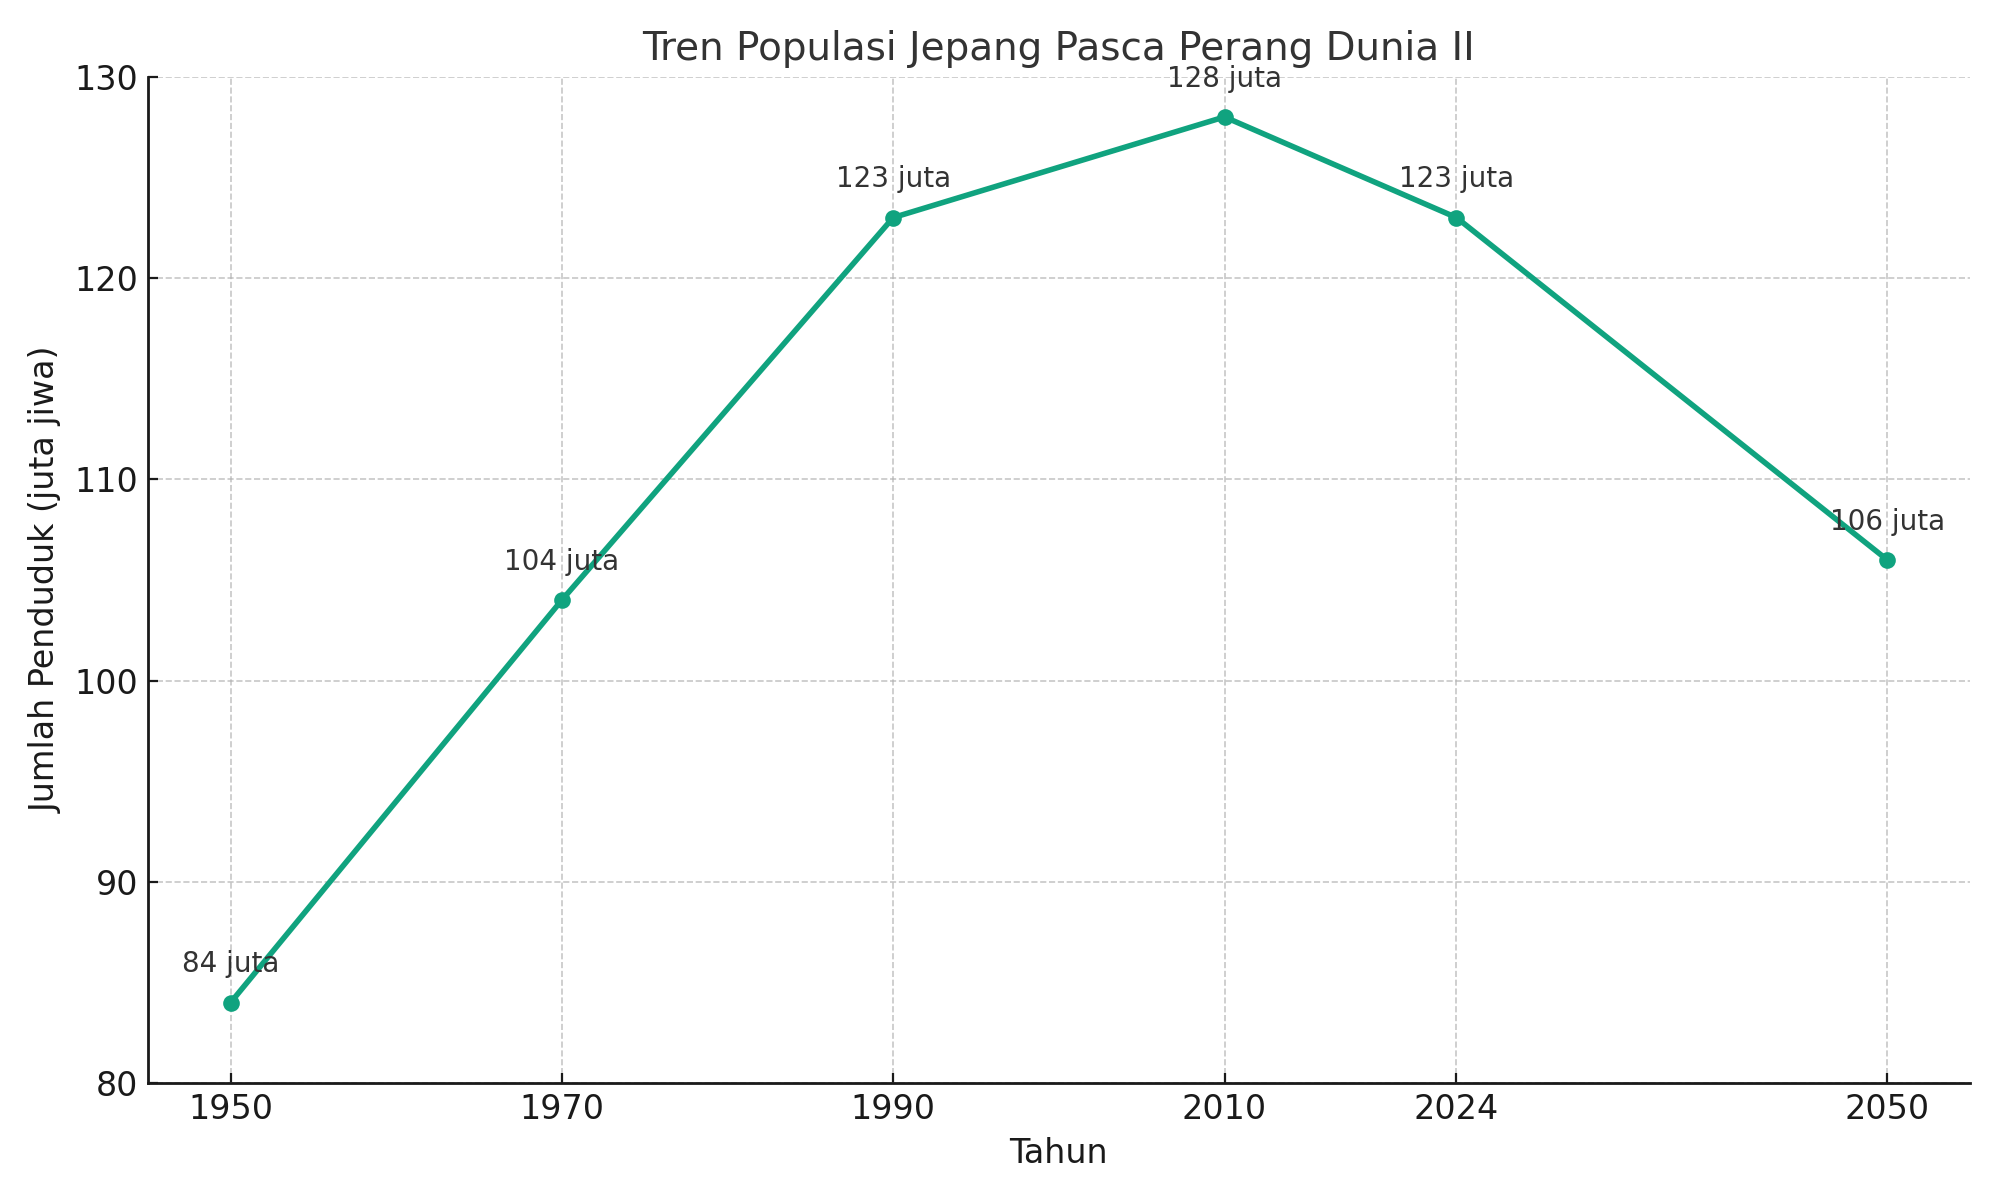 Tren Populasi Jepang Pasca Perang Dunia II
130
128 juta
123 juta
123 juta
120
110
106 juta
104 juta
100
90
84 juta
80
Jumlah Penduduk (juta jiwa)
1950
1970
1990
2010
2024
2050
Tahun